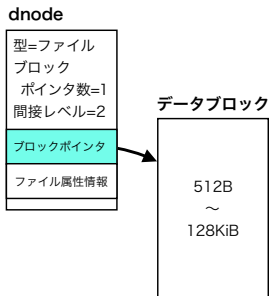 dnode
型=ファイル
ブロック
ポインタ数=1
間接レベル=2
ブロックポインタ
ファイル属性情報
データブロック
512B
〜
128KiB